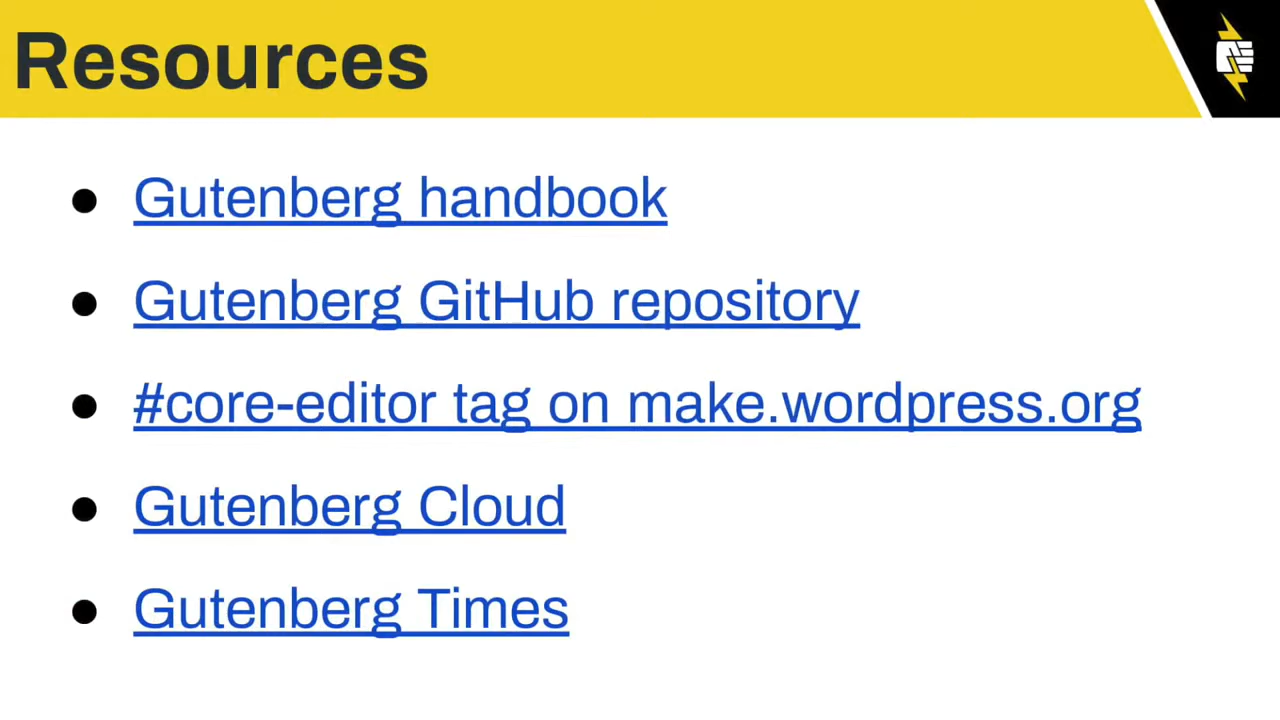 Resources
● Gutenberg handbook
● Gutenberg GitHub repository
● #core-editor tag on make.wordpress.org
● Gutenberg Cloud
● Gutenberg Times